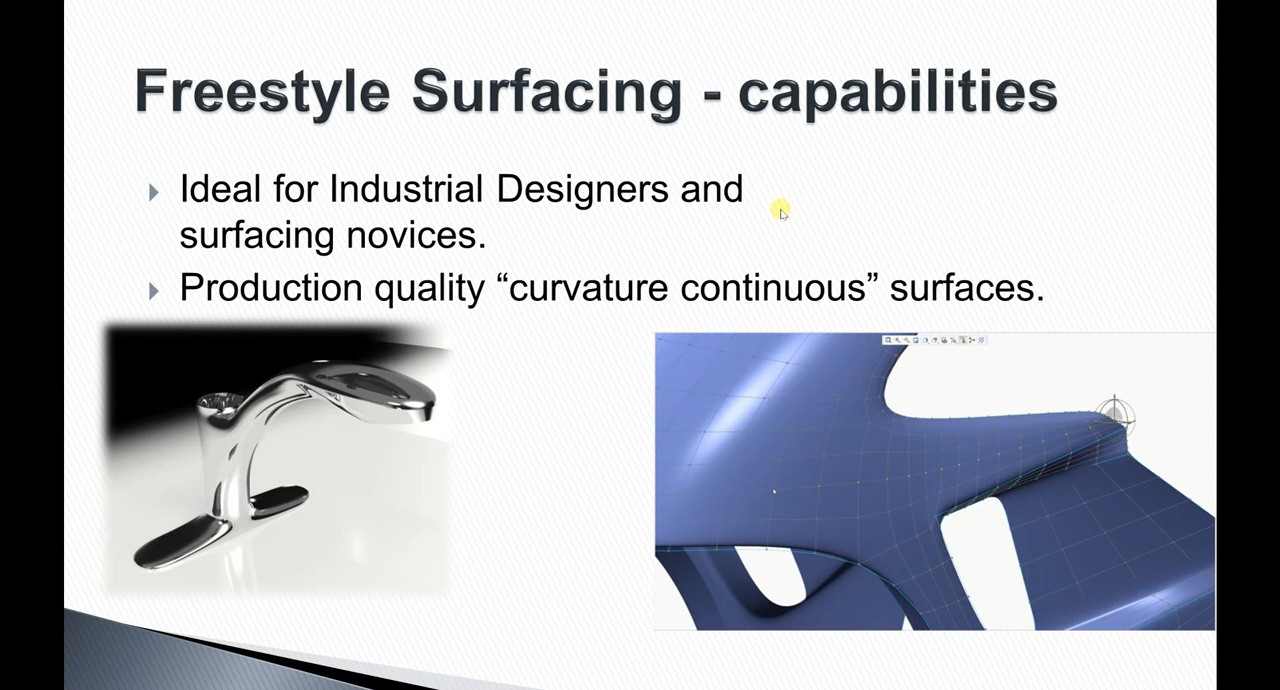 Freestyle Surfacing - capabilities
Ideal for Industrial Designers and
surfacing novices.
Production quality “curvature continuous” surfaces.